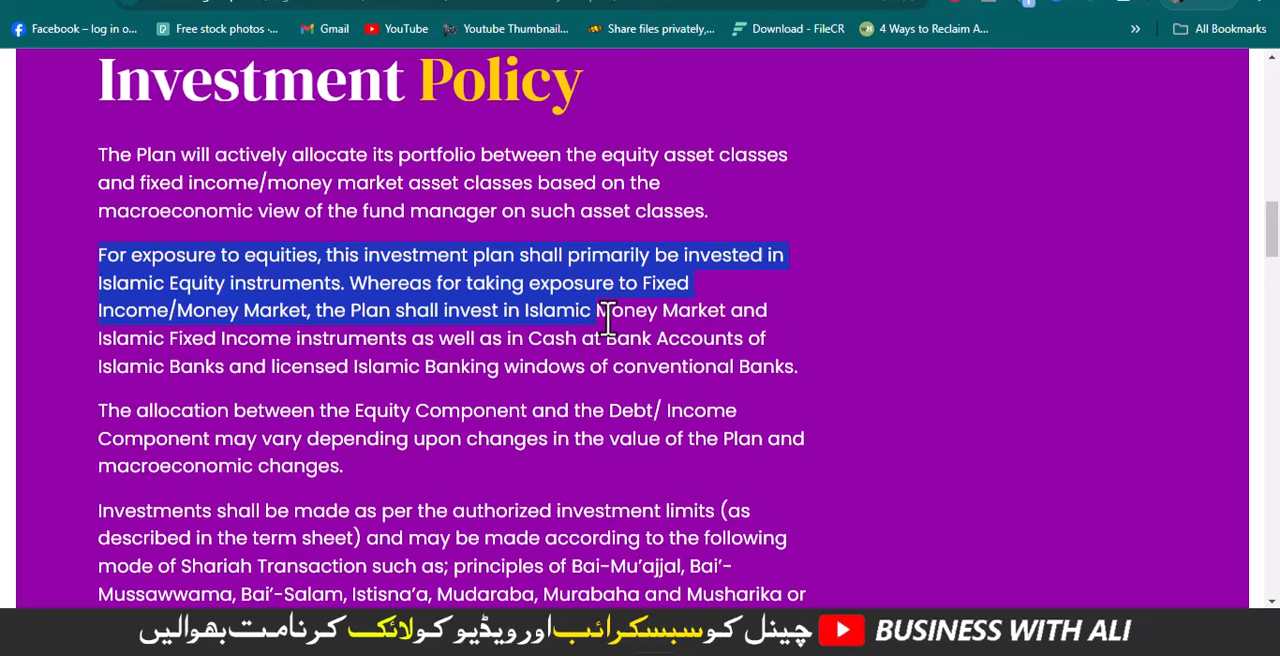 Facebook – log in o...
Free stock photos ·...
Gmail
YouTube
Youtube Thumbnail...
Share files privately,...
Download - FileCR
4 Ways to Reclaim A...
All Bookmarks
Investment Policy
The Plan will actively allocate its portfolio between the equity asset classes
and fixed income/money market asset classes based on the
macroeconomic view of the fund manager on such asset classes.
For exposure to equities, this investment plan shall primarily be invested in
Islamic Equity instruments. Whereas for taking exposure to Fixed
Income/Money Market, the Plan shall invest in Islamic Money Market and
Islamic Fixed Income instruments as well as in Cash at Bank Accounts of
Islamic Banks and licensed Islamic Banking windows of conventional Banks.
The allocation between the Equity Component and the Debt/ Income
Component may vary depending upon changes in the value of the Plan and
macroeconomic changes.
Investments shall be made as per the authorized investment limits (as
described in the term sheet) and may be made according to the following
mode of Shariah Transaction such as; principles of Bai-Mu’ajjal, Bai’-
Mussawwama, Bai’-Salam, Istisna’a, Mudaraba, Murabaha and Musharika or
چینل کو سبسکرائب اور ویڈیو کو لائک کرنا مت بھوالیں
BUSINESS WITH ALI